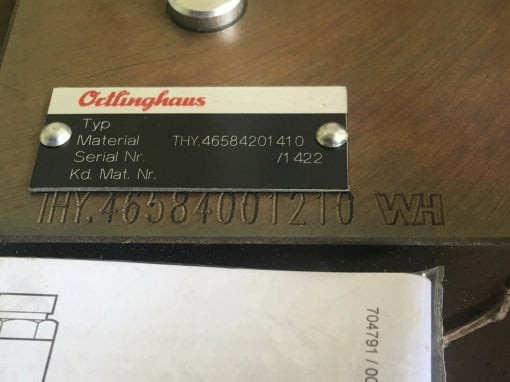 Ortlinghaus
Typ
Material THY.46584201410
Serial Nr. /1422
Kd. Mat. Nr.
THY.46584001210 WH
704791 / 00